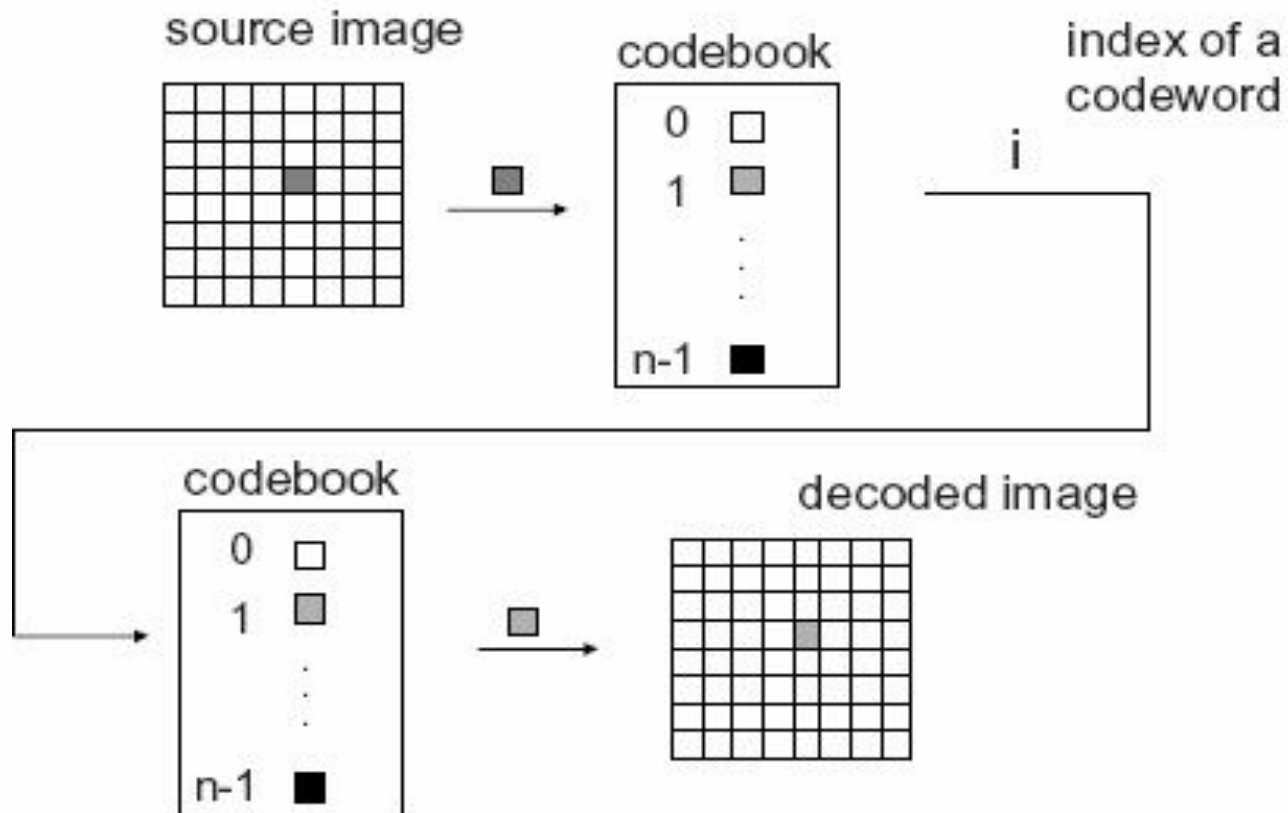 source image
codebook
index of a
codeword
0
1
.
.
.
n-1
i
codebook
0
1
.
.
.
n-1
decoded image